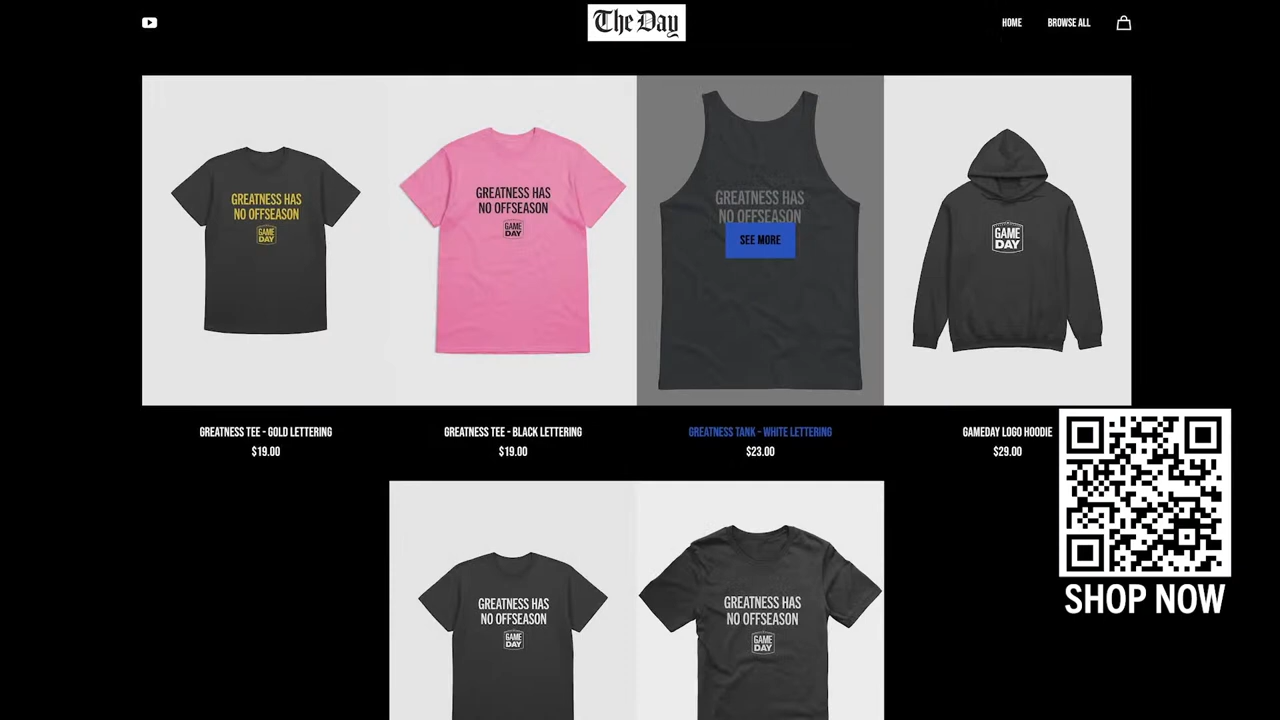 The Day
HOME
BROWSE ALL
GREATNESS HAS
NO OFFSEASON
GAME
DAY
GREATNESS HAS
NO OFFSEASON
GAME
DAY
GREATNESS HAS
NO OFFSEASON
SEE MORE
GAME
DAY
GREATNESS TEE - GOLD LETTERING
$19.00
GREATNESS TEE - BLACK LETTERING
$19.00
GREATNESS TANK - WHITE LETTERING
$23.00
GAMEDAY LOGO HOODIE
$29.00
GREATNESS HAS
NO OFFSEASON
GAME
DAY
GREATNESS HAS
NO OFFSEASON
GAME
DAY
SHOP NOW